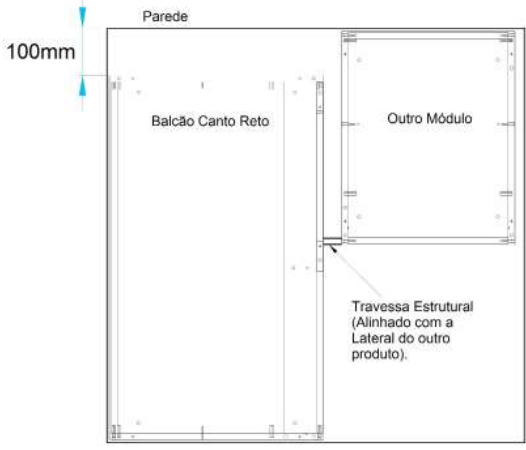 Parede
100mm
Balcão Canto Reto
Outro Módulo
Travessa Estrutural
(Alinhado com a
Lateral do outro
produto).